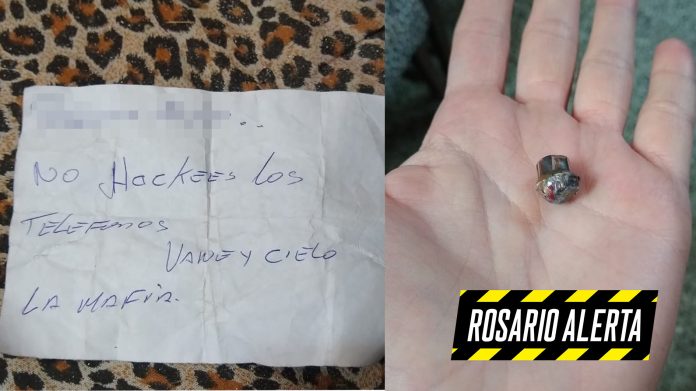 NO HACKEES LOS
TELEFONOS
VANE Y CIELO
LA MAFIA.
ROSARIO ALERTA